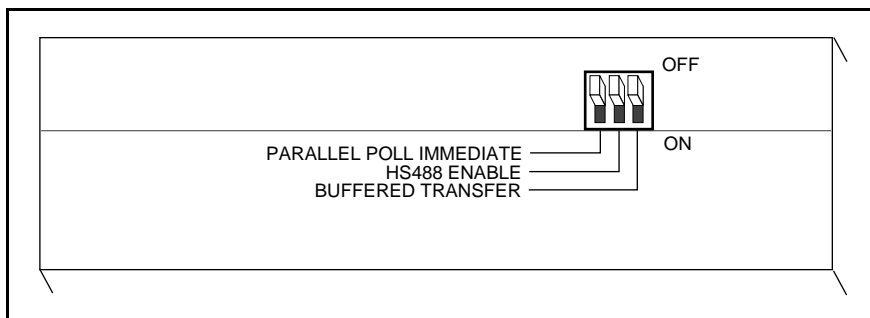 OFF
ON
PARALLEL POLL IMMEDIATE
HS488 ENABLE
BUFFERED TRANSFER